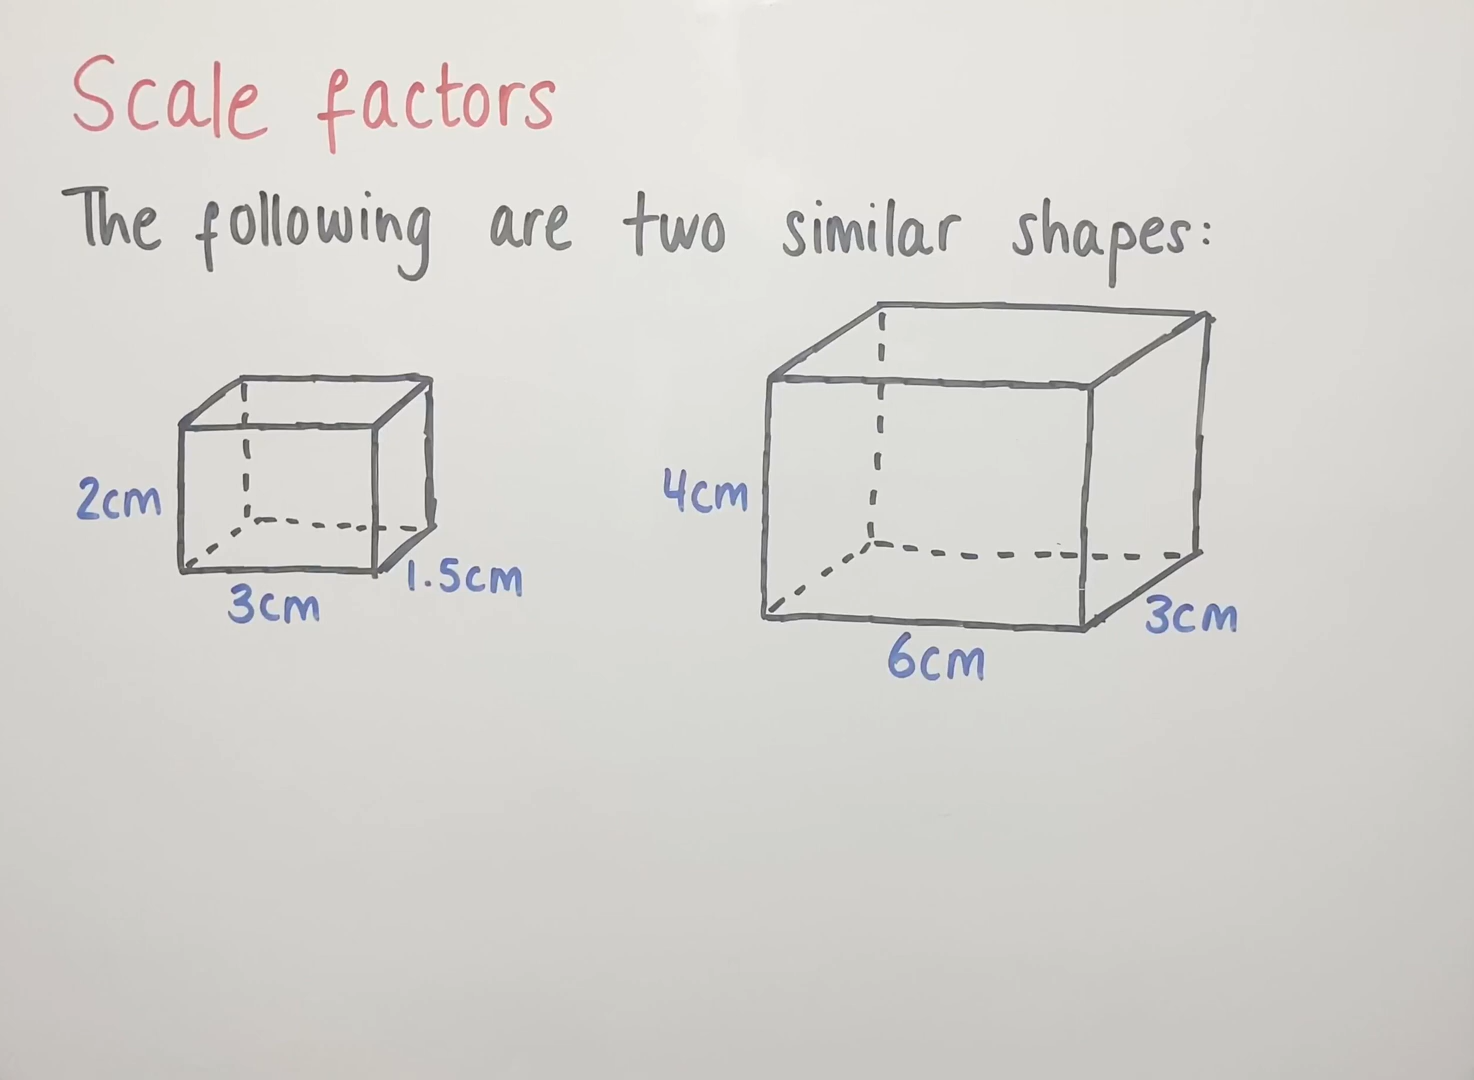 Scale factors
The following are two similar shapes:
2cm
3cm
1.5cm
4cm
6cm
3cm